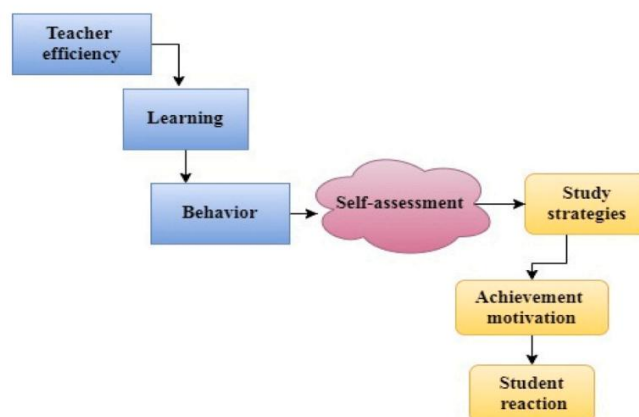 Teacher
efficiency
Learning
Behavior
Self-assessment
Study
strategies
Achievement
motivation
Student
reaction